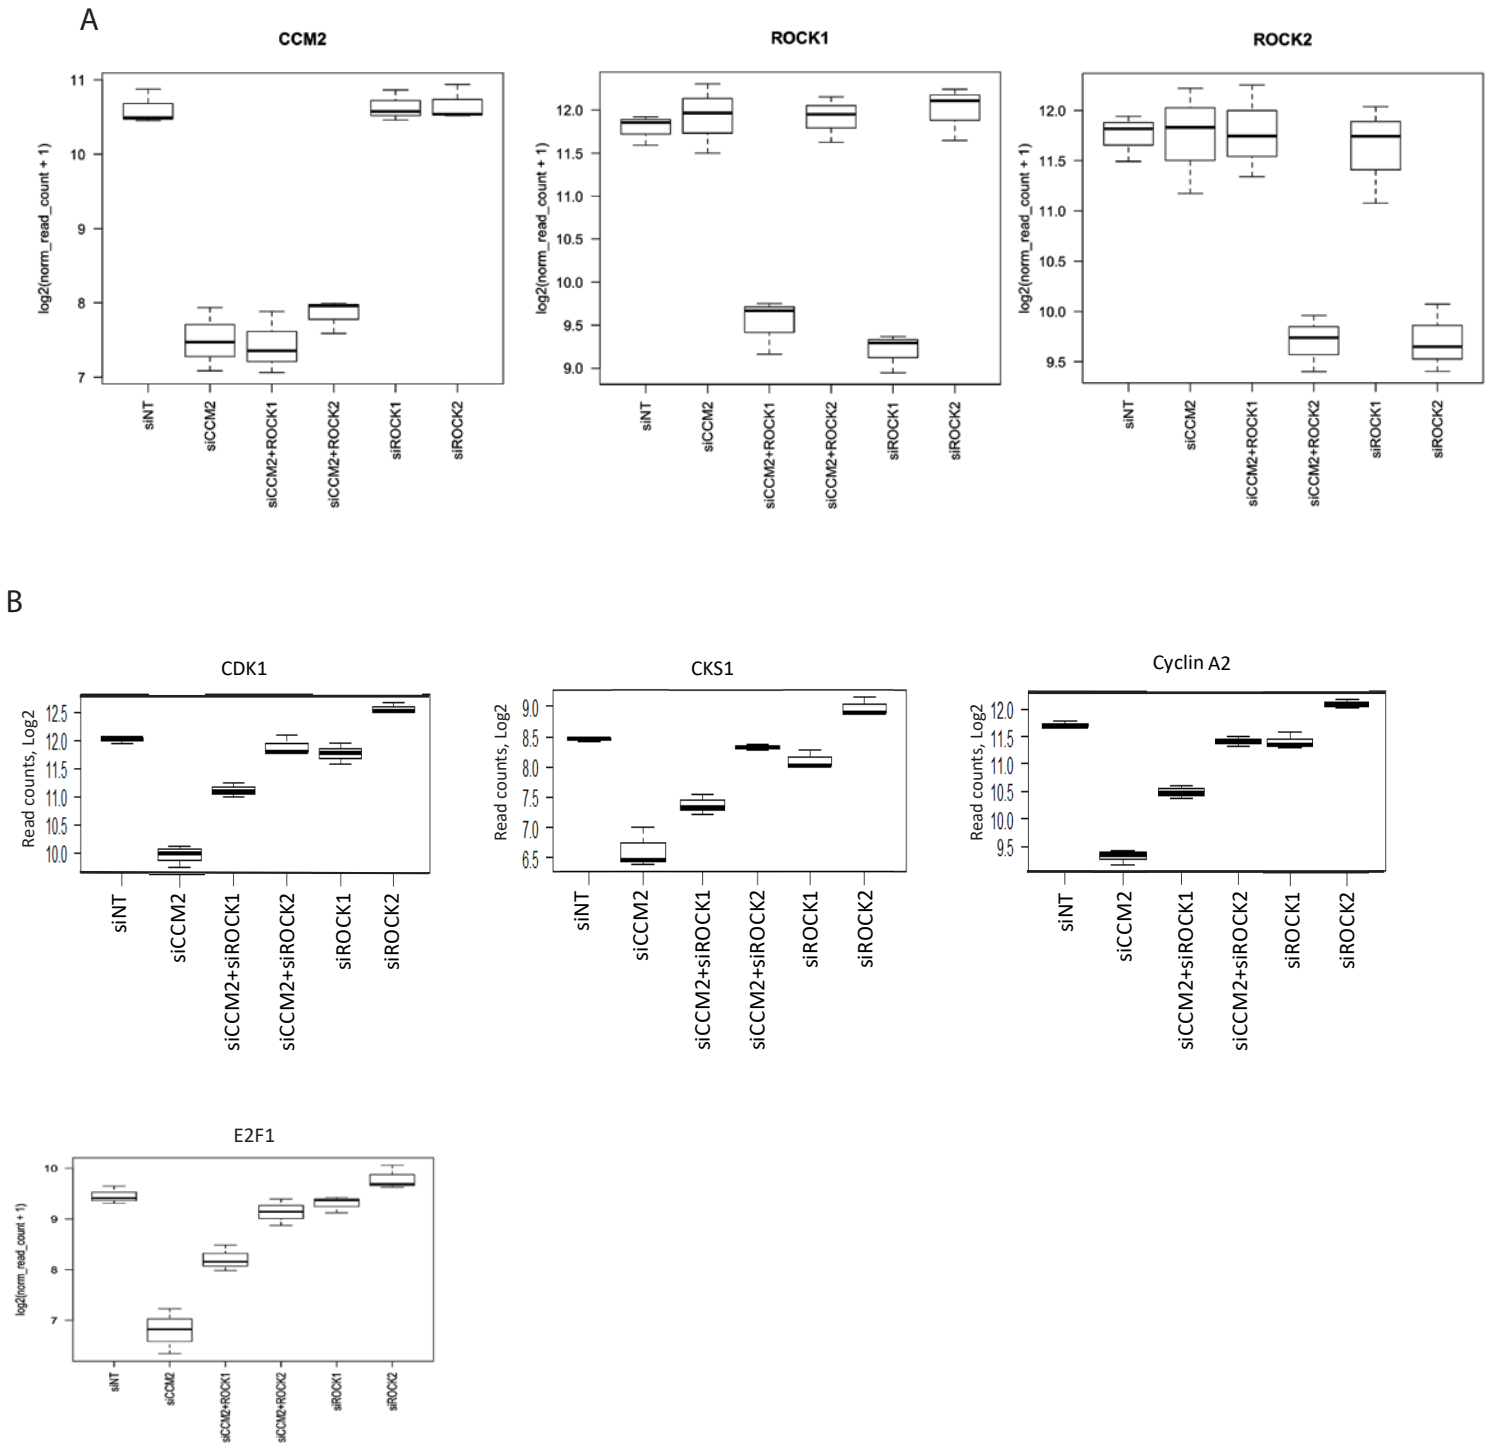 A
CCM2
ROCK1
ROCK2
log2(norm_read_count + 1)
11
10
9
8
7
siNT
siCCM2
siCCM2+ROCK1
siCCM2+ROCK2
siROCK1
siROCK2
log2(norm_read_count + 1)
12.0
11.5
11.0
10.5
10.0
9.5
9.0
siNT
siCCM2
siCCM2+ROCK1
siCCM2+ROCK2
siROCK1
siROCK2
log2(norm_read_count + 1)
12.0
11.5
11.0
10.5
10.0
9.5
siNT
siCCM2
siCCM2+ROCK1
siCCM2+ROCK2
siROCK1
siROCK2
B
CDK1
Read counts, Log2
12.5
12.0
11.5
11.0
10.5
10.0
siNT
siCCM2
siCCM2+siROCK1
siCCM2+siROCK2
siROCK1
siROCK2
CKS1
Read counts, Log2
9.0
8.5
8.0
7.5
7.0
6.5
siNT
siCCM2
siCCM2+siROCK1
siCCM2+siROCK2
siROCK1
siROCK2
Cyclin A2
Read counts, Log2
12.0
11.5
11.0
10.5
10.0
9.5
siNT
siCCM2
siCCM2+siROCK1
siCCM2+siROCK2
siROCK1
siROCK2
E2F1
log2(norm_read_count + 1)
10
9
8
7
siNT
siCCM2
siCCM2+ROCK1
siCCM2+ROCK2
siROCK1
siROCK2